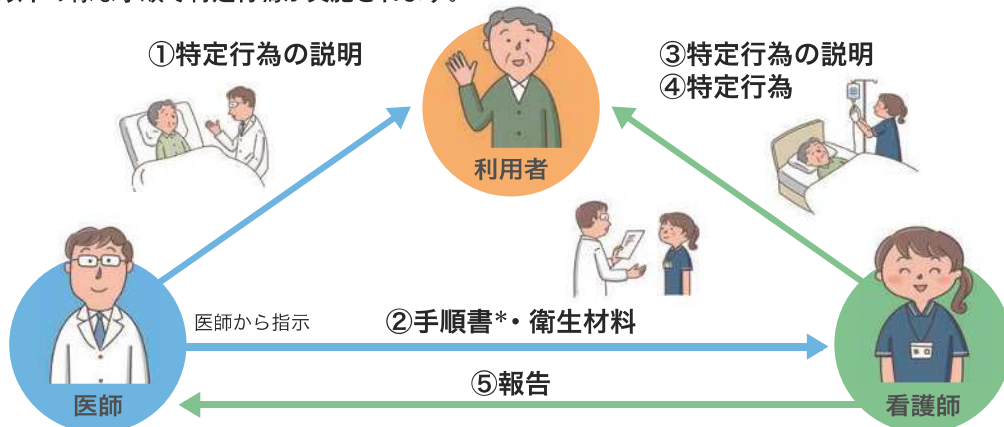 ①特定行為の説明
③特定行為の説明
④特定行為
利用者
医師から指示
②手順書*・衛生材料
⑤報告
医師
看護師